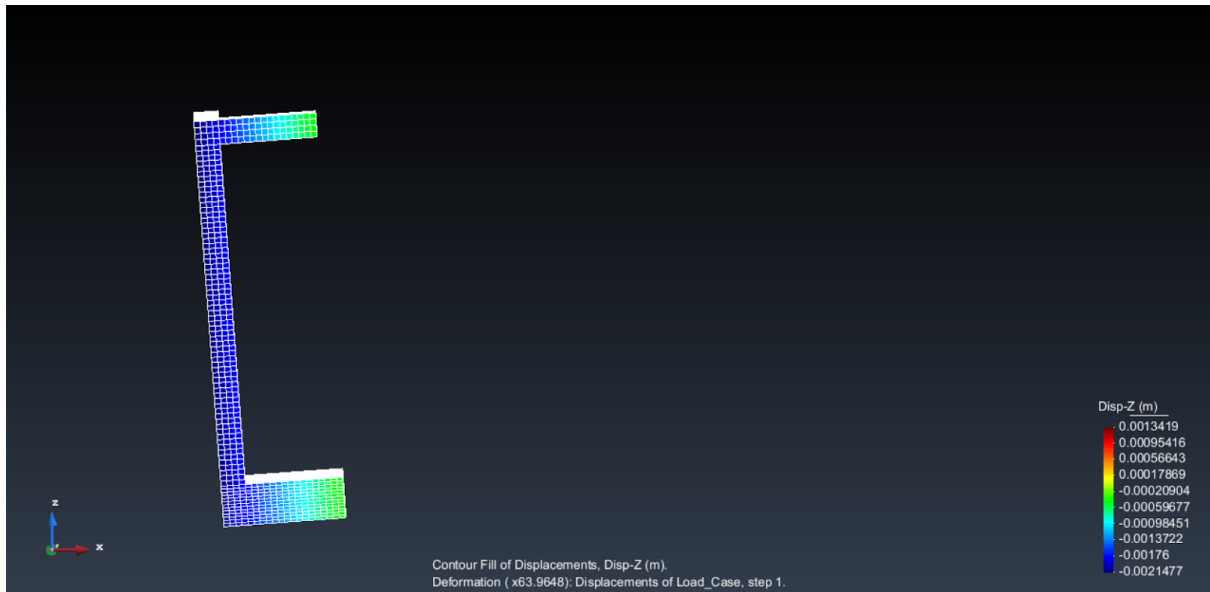 Disp-Z (m)
0.0013419
0.00095416
0.00056643
0.00017869
-0.00020904
-0.00059677
-0.00098451
-0.0013722
-0.00176
-0.0021477
z
x
Contour Fill of Displacements, Disp-Z (m).
Deformation ( x63.9648): Displacements of Load_Case, step 1.